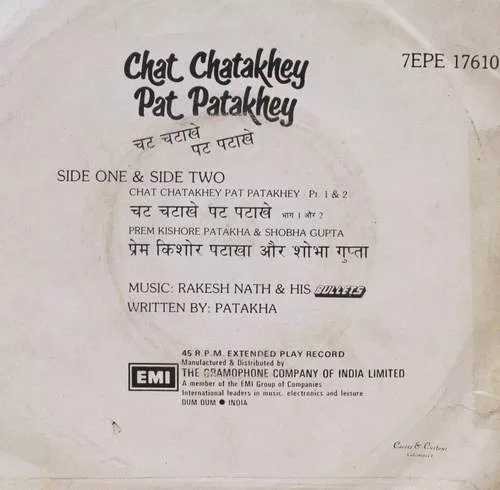 Chat Chatakhey
Pat Patakhey
7EPE 17610
चट चटाखे
पट पटाखे
SIDE ONE & SIDE TWO
CHAT CHATAKHEY PAT PATAKHEY - Pt. 1 & 2
चट चटाखे पट पटाखे भाग 1 और 2
PREM KISHORE PATAKHA & SHOBHA GUPTA
प्रेम किशोर पटाखा और शोभा गुप्ता
MUSIC: RAKESH NATH & HIS BULLETS
WRITTEN BY: PATAKHA
45 R.P.M. EXTENDED PLAY RECORD
Manufactured & Distributed by
EMI THE GRAMOPHONE COMPANY OF INDIA LIMITED
A member of the EMI Group of Companies
International leaders in music, electronics and leisure
DUM DUM ● INDIA